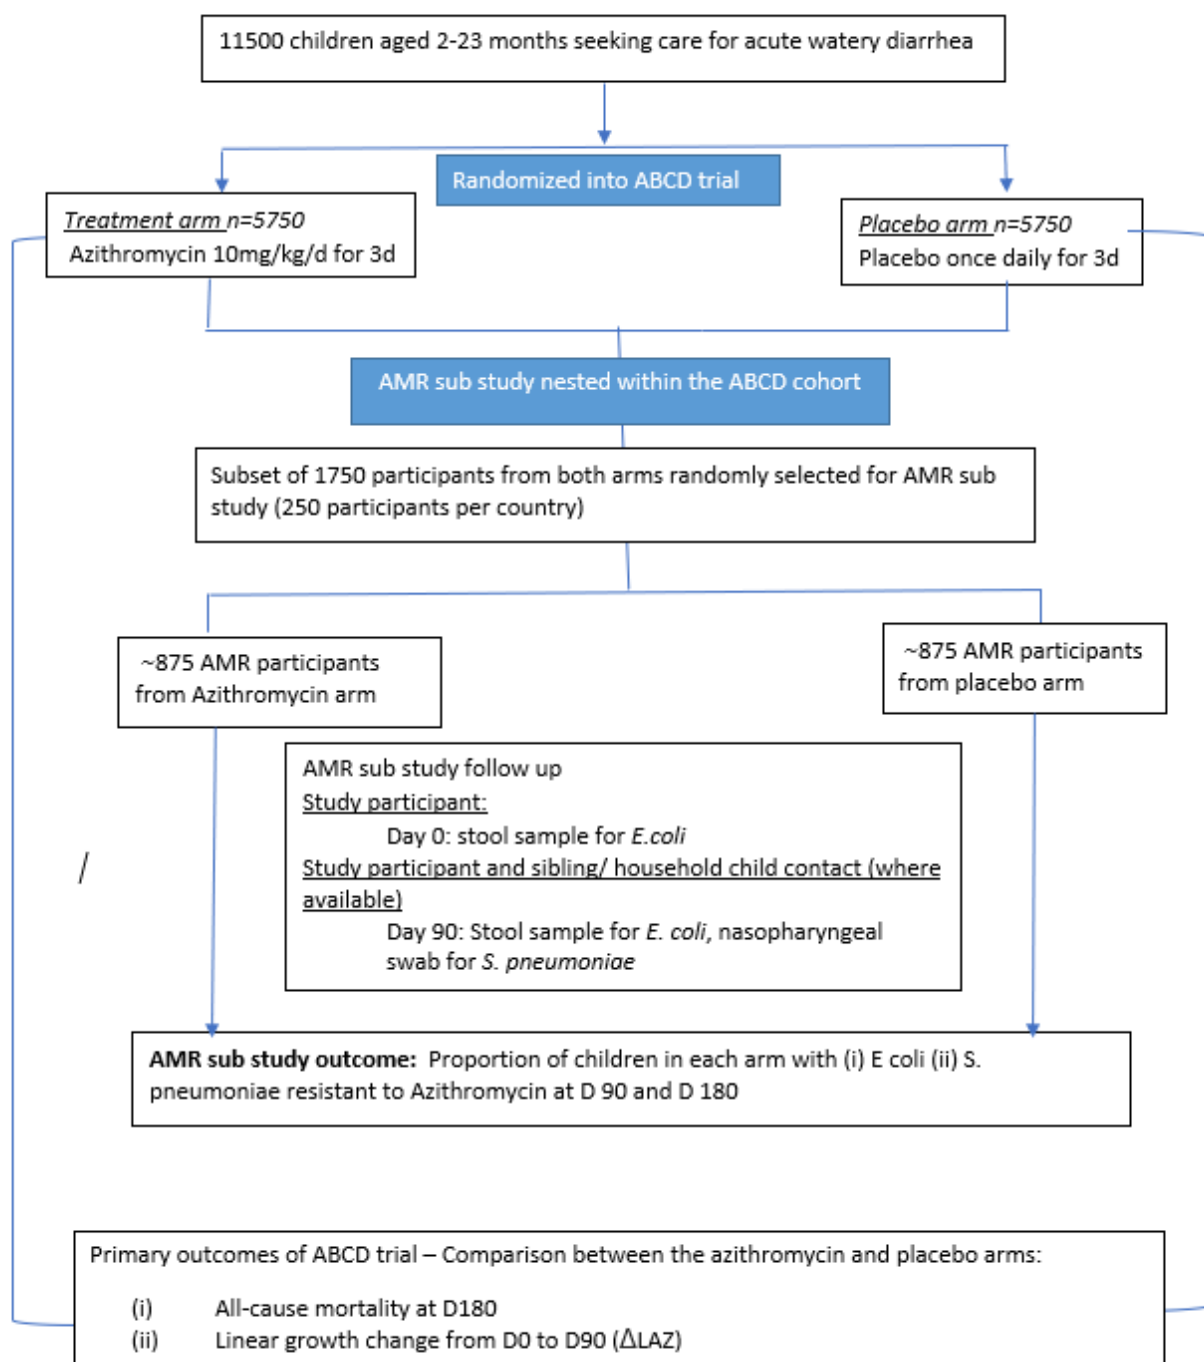 11500 children aged 2-23 months seeking care for acute watery diarrhea
Randomized into ABCD trial
Treatment arm n=5750
Azithromycin 10mg/kg/d for 3d
Placebo arm n=5750
Placebo once daily for 3d
AMR sub study nested within the ABCD cohort
Subset of 1750 participants from both arms randomly selected for AMR sub
study (250 participants per country)
~875 AMR participants
from Azithromycin arm
~875 AMR participants
from placebo arm
AMR sub study follow up
Study participant:
Day 0: stool sample for E.coli
Study participant and sibling/ household child contact (where
available)
Day 90: Stool sample for E. coli, nasopharyngeal
swab for S. pneumoniae
/
AMR sub study outcome: Proportion of children in each arm with (i) E coli (ii) S.
pneumoniae resistant to Azithromycin at D 90 and D 180
Primary outcomes of ABCD trial – Comparison between the azithromycin and placebo arms:
(i) All-cause mortality at D180
(ii) Linear growth change from D0 to D90 (ΔLAZ)